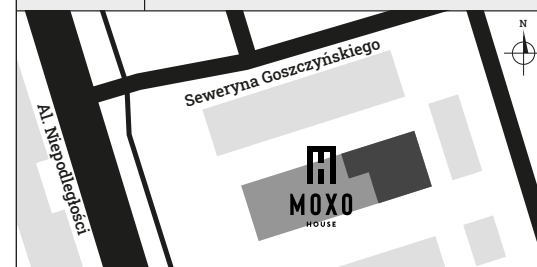 N
Seweryna Goszczyńskiego
Al. Niepodległości
MOXO
HOUSE